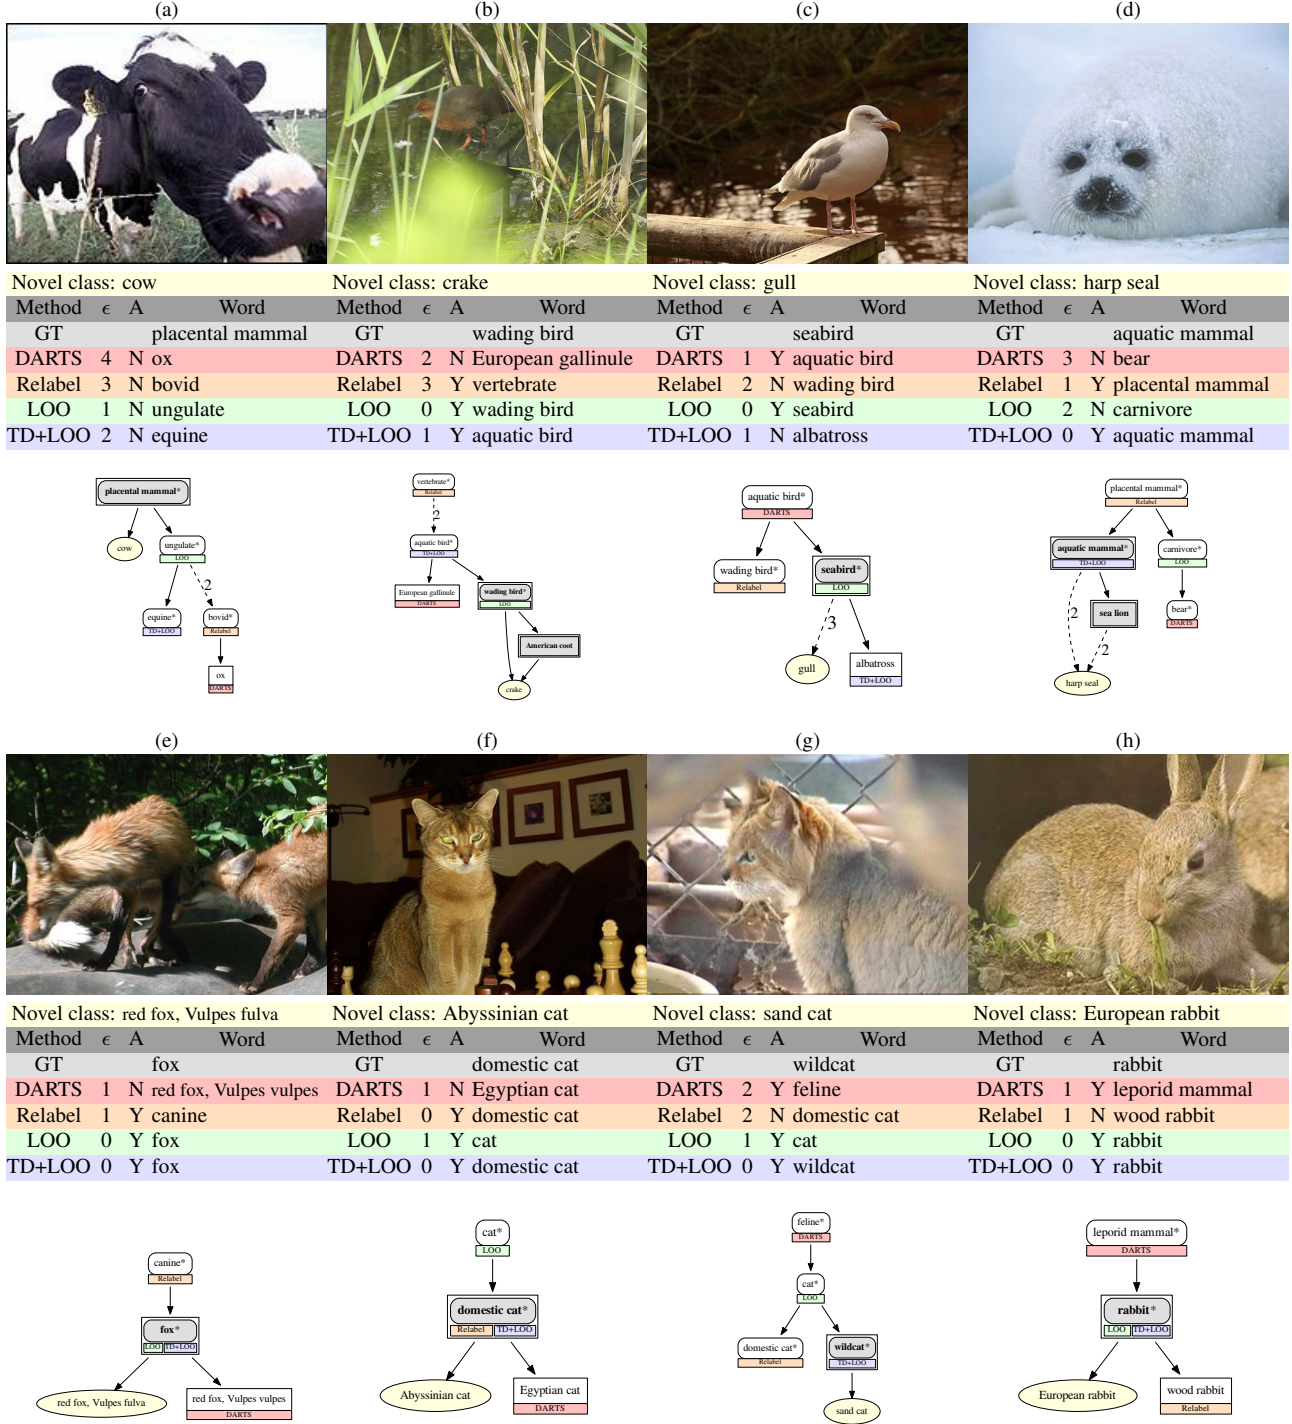 (a) (b) (c) (d)
Novel class: cow
Method ϵ A Word
GT placental mammal
DARTS 4 N ox
Relabel 3 N bovid
LOO 1 N ungulate
TD+LOO 2 N equine
Novel class: crake
Method ϵ A Word
GT wading bird
DARTS 2 N European gallinule
Relabel 3 Y vertebrate
LOO 0 Y wading bird
TD+LOO 1 Y aquatic bird
Novel class: gull
Method ϵ A Word
GT seabird
DARTS 1 Y aquatic bird
Relabel 2 N wading bird
LOO 0 Y seabird
TD+LOO 1 N albatross
Novel class: harp seal
Method ϵ A Word
GT aquatic mammal
DARTS 3 N bear
Relabel 1 Y placental mammal
LOO 2 N carnivore
TD+LOO 0 Y aquatic mammal
placental mammal*
cow
ungulate*
LOO
2
equine*
TD+LOO
bovid*
Relabel
ox
DARTS
vertebrate*
Relabel
2
aquatic bird*
TD+LOO
European gallinule
DARTS
wading bird*
LOO
American coot
crake
aquatic bird*
DARTS
wading bird*
Relabel
seabird*
LOO
3
gull
albatross
TD+LOO
placental mammal*
Relabel
aquatic mammal*
TD+LOO
carnivore*
LOO
2
sea lion
bear*
DARTS
2
harp seal
(e) (f) (g) (h)
Novel class: red fox, Vulpes fulva
Method ϵ A Word
GT fox
DARTS 1 N red fox, Vulpes vulpes
Relabel 1 Y canine
LOO 0 Y fox
TD+LOO 0 Y fox
Novel class: Abyssinian cat
Method ϵ A Word
GT domestic cat
DARTS 1 N Egyptian cat
Relabel 0 Y domestic cat
LOO 1 Y cat
TD+LOO 0 Y domestic cat
Novel class: sand cat
Method ϵ A Word
GT wildcat
DARTS 2 Y feline
Relabel 2 N domestic cat
LOO 1 Y cat
TD+LOO 0 Y wildcat
Novel class: European rabbit
Method ϵ A Word
GT rabbit
DARTS 1 Y leporid mammal
Relabel 1 N wood rabbit
LOO 0 Y rabbit
TD+LOO 0 Y rabbit
canine*
Relabel
fox*
LOO TD+LOO
red fox, Vulpes fulva
red fox, Vulpes vulpes
DARTS
cat*
LOO
domestic cat*
Relabel TD+LOO
Abyssinian cat
Egyptian cat
DARTS
feline*
DARTS
cat*
LOO
domestic cat*
Relabel
wildcat*
TD+LOO
sand cat
leporid mammal*
DARTS
rabbit*
LOO TD+LOO
European rabbit
wood rabbit
Relabel